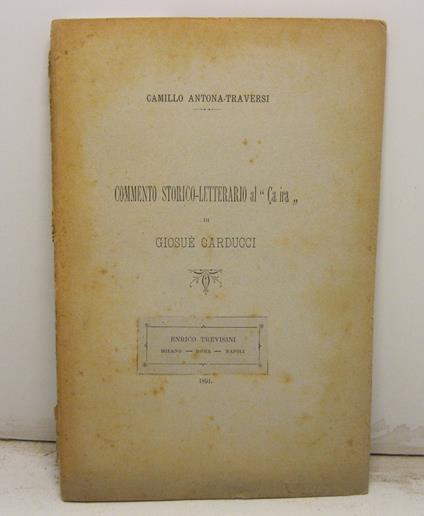 CAMILLO ANTONA-TRAVERSI
COMMENTO STORICO-LETTERARIO al “ Ça ira „
DI
GIOSUÈ CARDUCCI
ENRICO TREVISINI
MILANO — ROMA — NAPOLI
1891.